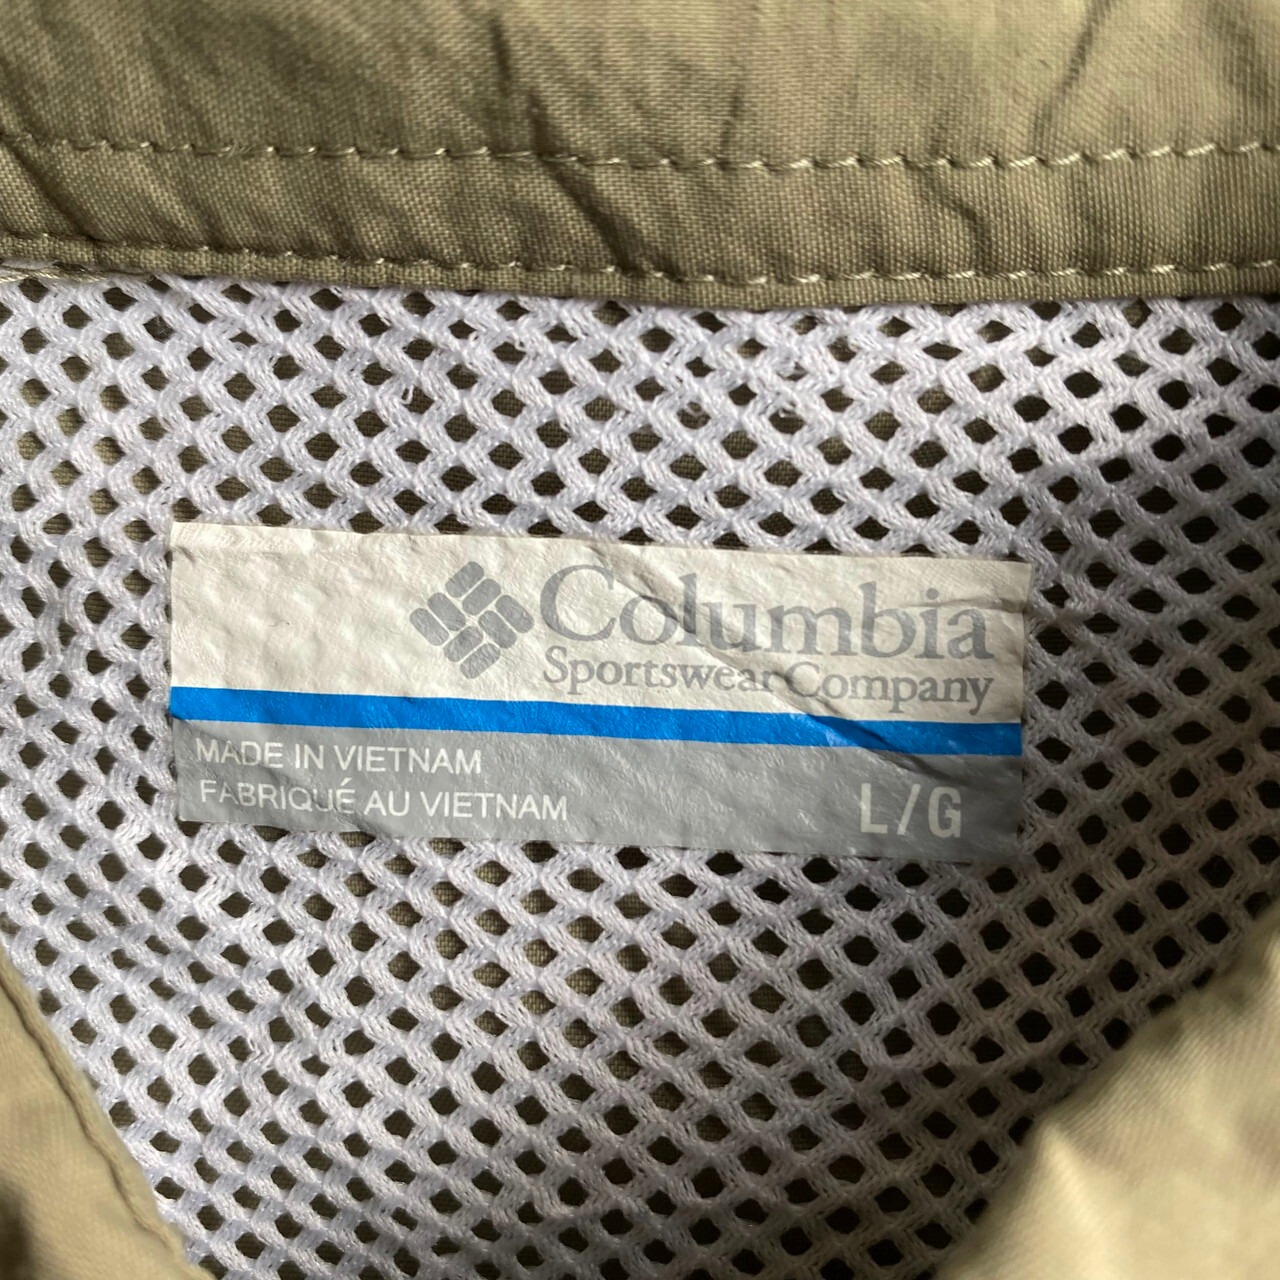 Columbia
Sportswear Company
MADE IN VIETNAM
FABRIQUÉ AU VIETNAM
L/G